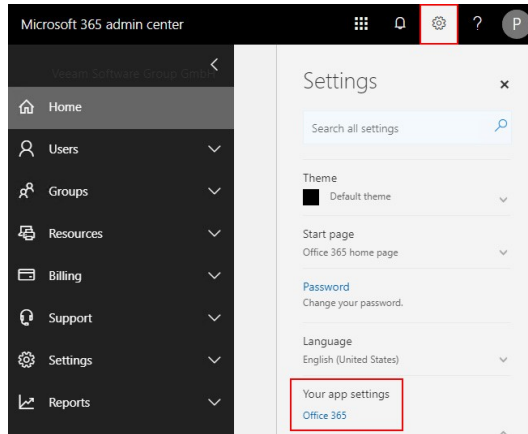 Microsoft 365 admin center
?
P
Veeam Software Group GmbH
Home
Users
Groups
Resources
Billing
Support
Settings
Reports
Settings
Search all settings
Theme
Default theme
Start page
Office 365 home page
Password
Change your password.
Language
English (United States)
Your app settings
Office 365